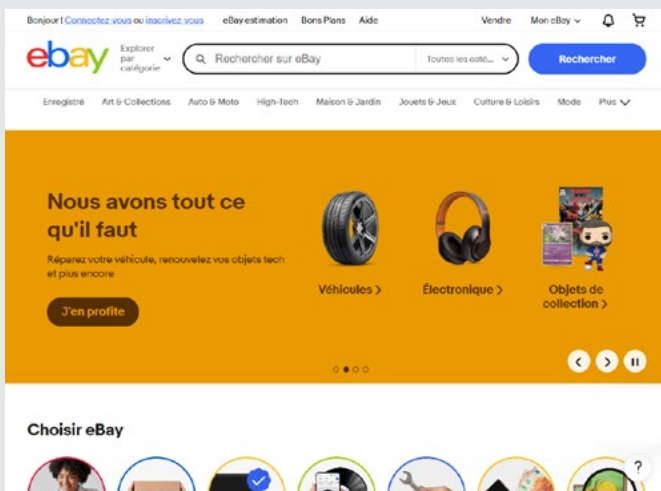 Bonjour ! Connectez-vous ou inscrivez-vous eBay estimation Bons Plans Aide Vendre Mon eBay
ebay Explorer par catégorie Rechercher sur eBay Toutes les caté... Rechercher
Enregistré Art & Collections Auto & Moto High-Tech Maison & Jardin Jouets & Jeux Culture & Loisirs Mode Plus
Nous avons tout ce
qu'il faut
Réparez votre véhicule, renouvelez vos objets tech
et plus encore
J'en profite
Véhicules >
Électronique >
Objets de
collection >
Choisir eBay
?